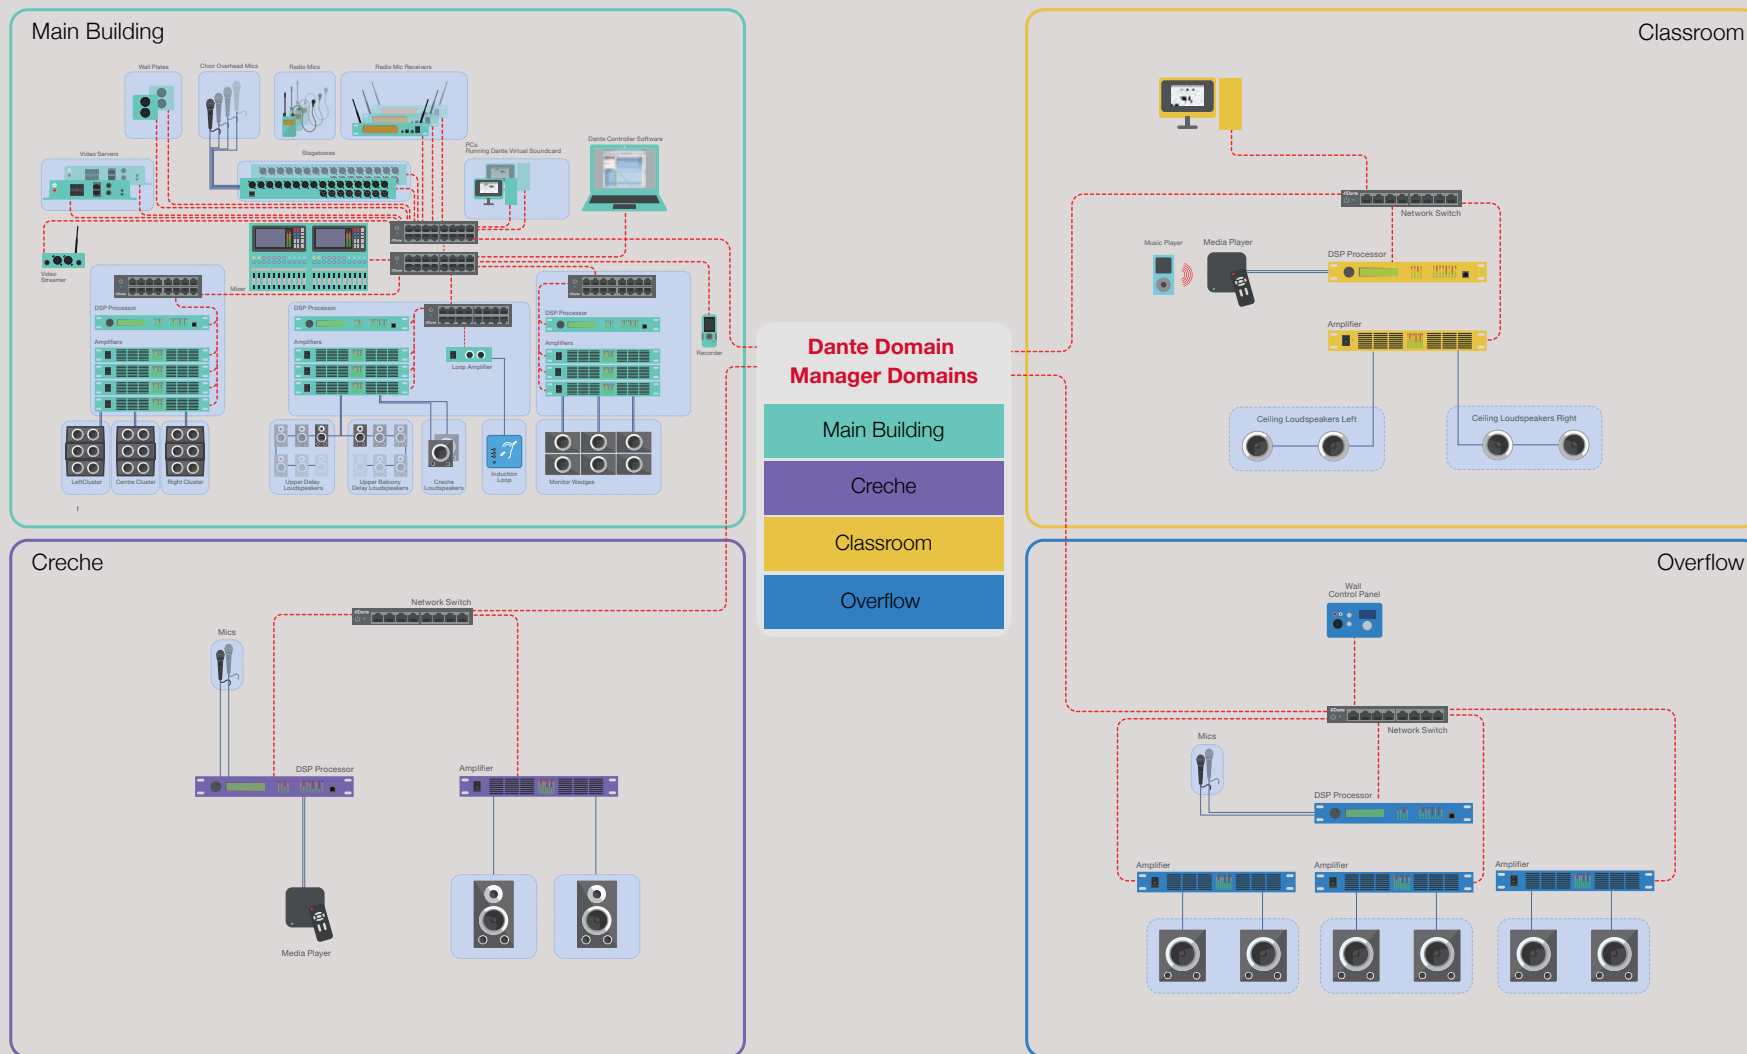 Main Building
Wall Plates
Choir Overhead Mics
Radio Mics
Radio Mic Receivers
Dante Controller Software
PCs
Running Dante Virtual Soundcard
Video Servers
Stageboxes
Video
Streamer
Mixer
DSP Processor
DSP Processor
DSP Processor
Amplifiers
Amplifiers
Amplifiers
Loop Amplifier
Recorder
LeftCluster
Centre Cluster
Right Cluster
Upper Delay
Loudspeakers
Upper Balcony
Delay Loudspeakers
Creche
Loudspeakers
Induction
Loop
Monitor Wedges
Classroom
Dante
Network Switch
Music Player
Media Player
DSP Processor
Amplifier
Ceiling Loudspeakers Left
Ceiling Loudspeakers Right
Dante Domain
Manager Domains
Main Building
Creche
Classroom
Overflow
Creche
Network Switch
Dante
Mics
DSP Processor
Amplifier
Media Player
Overflow
Wall
Control Panel
Dante
Network Switch
Mics
DSP Processor
Amplifier
Amplifier
Amplifier